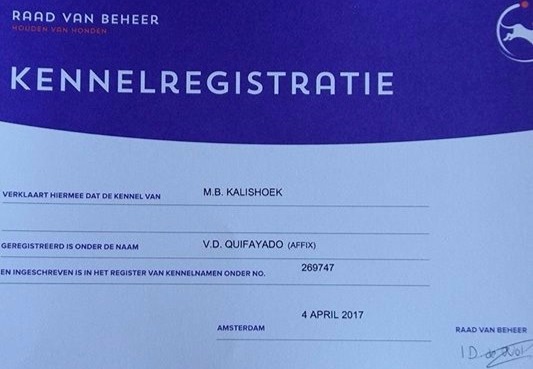 RAAD VAN BEHEER
HOUDEN VAN HONDEN
KENNELREGISTRATIE
VERKLAART HIERMEE DAT DE KENNEL VAN M.B. KALISHOEK
GEREGISTREERD IS ONDER DE NAAM V.D. QUIFAYADO (AFFIX)
EN INGESCHREVEN IS IN HET REGISTER VAN KENNELNAMEN ONDER NO. 269747
4 APRIL 2017
AMSTERDAM
RAAD VAN BEHEER